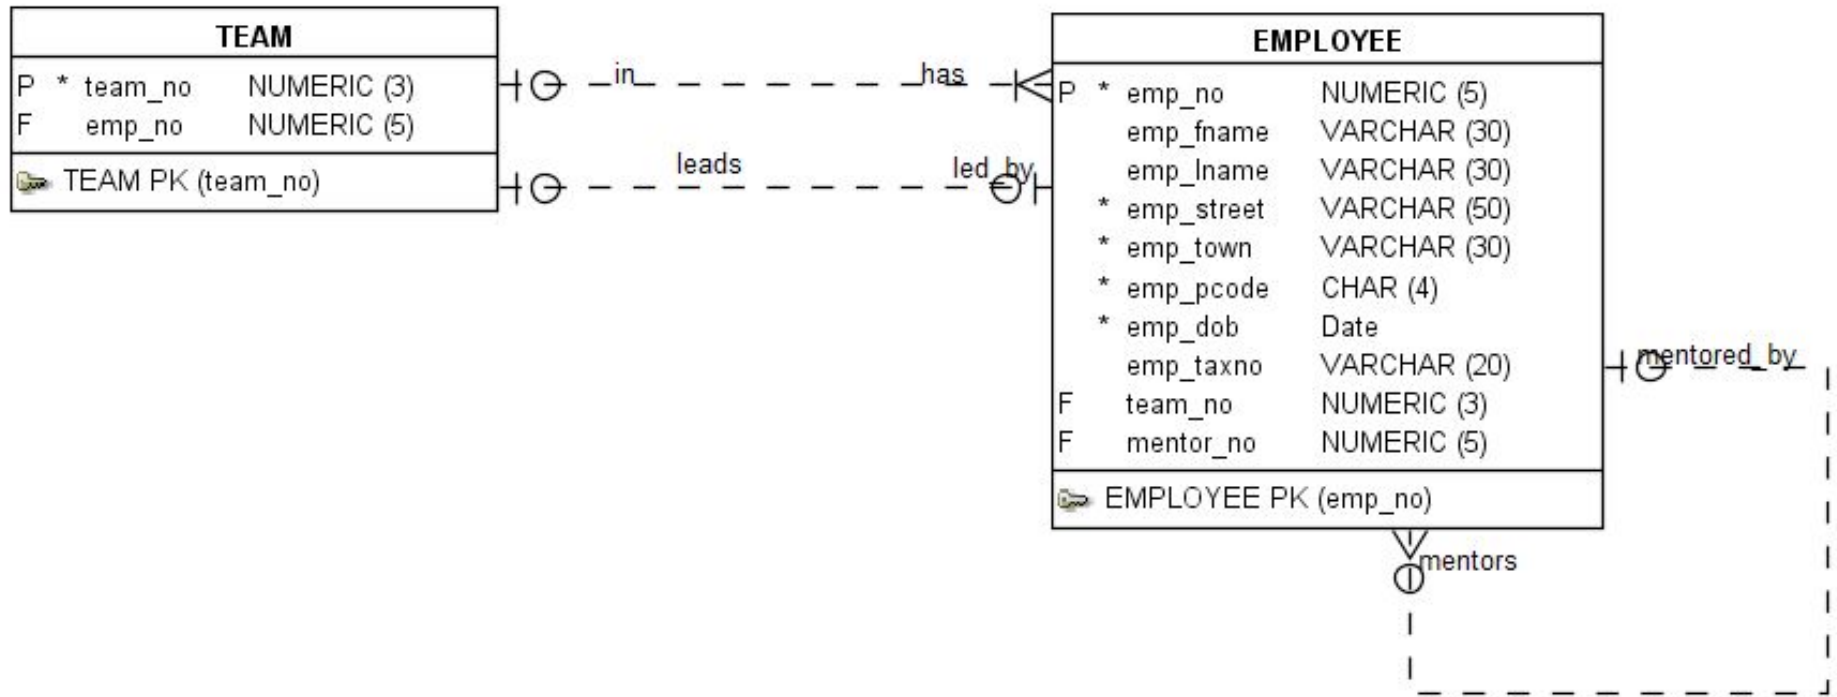 TEAM
P * team_no NUMERIC (3)
F emp_no NUMERIC (5)
TEAM PK (team_no)
in
has
leads
led_by
EMPLOYEE
P * emp_no NUMERIC (5)
emp_fname VARCHAR (30)
emp_lname VARCHAR (30)
* emp_street VARCHAR (50)
* emp_town VARCHAR (30)
* emp_pcode CHAR (4)
* emp_dob Date
emp_taxno VARCHAR (20)
F team_no NUMERIC (3)
F mentor_no NUMERIC (5)
EMPLOYEE PK (emp_no)
mentored_by
mentors